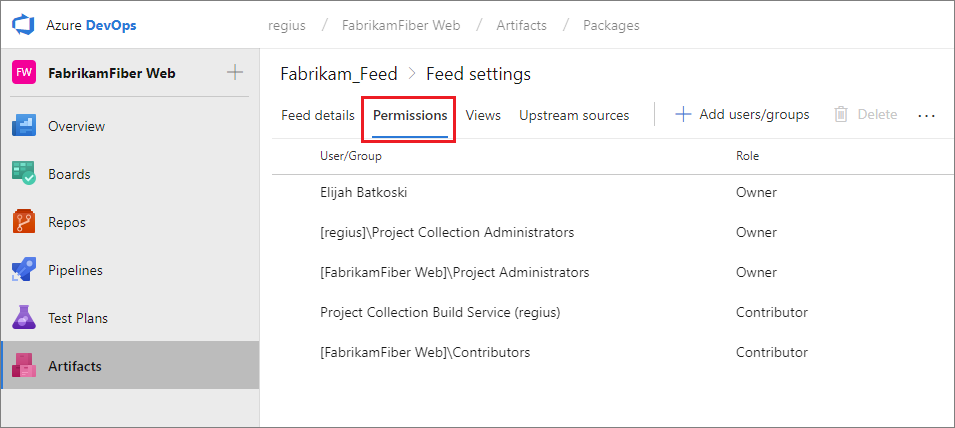 Azure DevOps
regius / FabrikamFiber Web / Artifacts / Packages
FW FabrikamFiber Web
Overview
Boards
Repos
Pipelines
Test Plans
Artifacts
Fabrikam_Feed > Feed settings
Feed details Permissions Views Upstream sources + Add users/groups Delete ...
User/Group Role
Elijah Batkoski Owner
[regius]\Project Collection Administrators Owner
[FabrikamFiber Web]\Project Administrators Owner
Project Collection Build Service (regius) Contributor
[FabrikamFiber Web]\Contributors Contributor